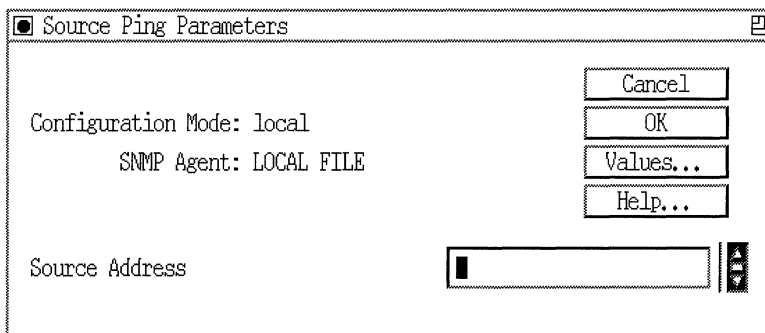 Source Ping Parameters
Cancel
Configuration Mode: local
OK
SNMP Agent: LOCAL FILE
Values...
Help...
Source Address